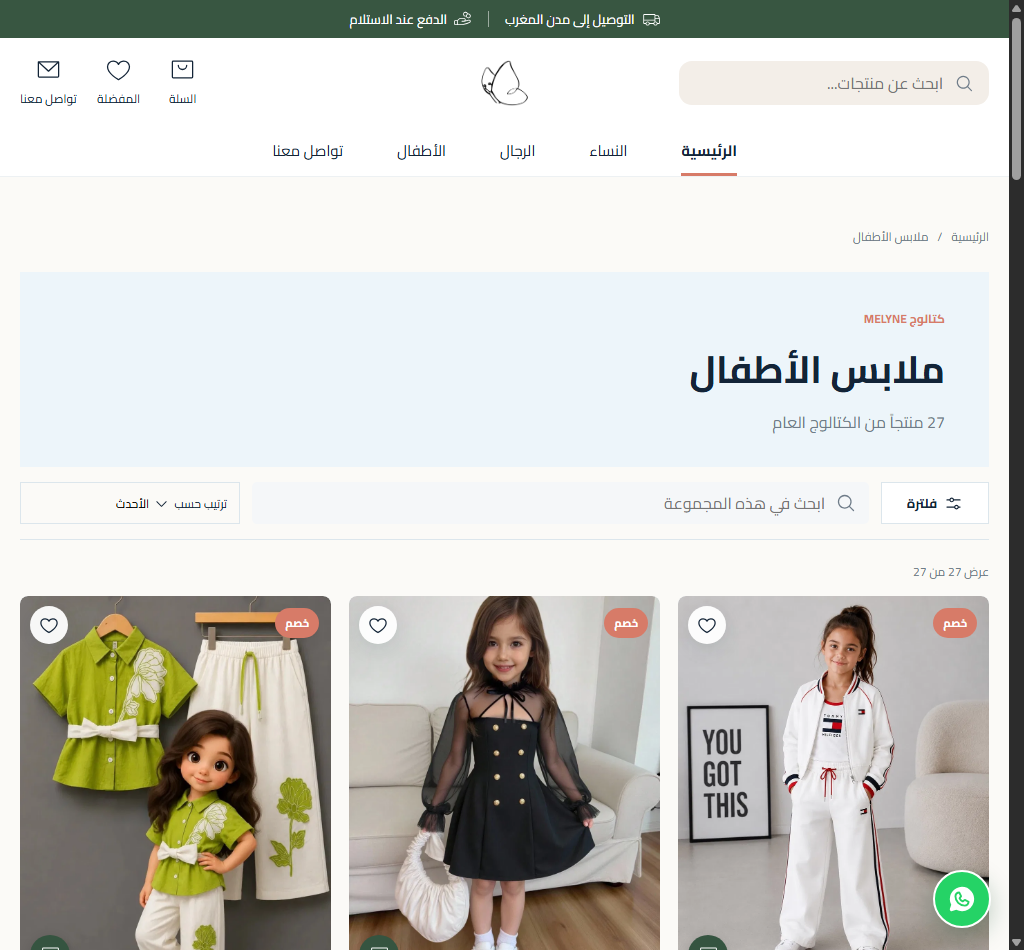 التوصيل إلى مدن المغرب
الدفع عند الاستلام
ابحث عن منتجات...
السلة
المفضلة
تواصل معنا
الرئيسية
النساء
الرجال
الأطفال
تواصل معنا
الرئيسية / ملابس الأطفال
كتالوج MELYNE
ملابس الأطفال
27 منتجاً من الكتالوج العام
فلترة
ابحث في هذه المجموعة
ترتيب حسب
الأحدث
عرض 27 من 27
خصم
خصم
خصم
YOU
GOT
THIS
TOMMY